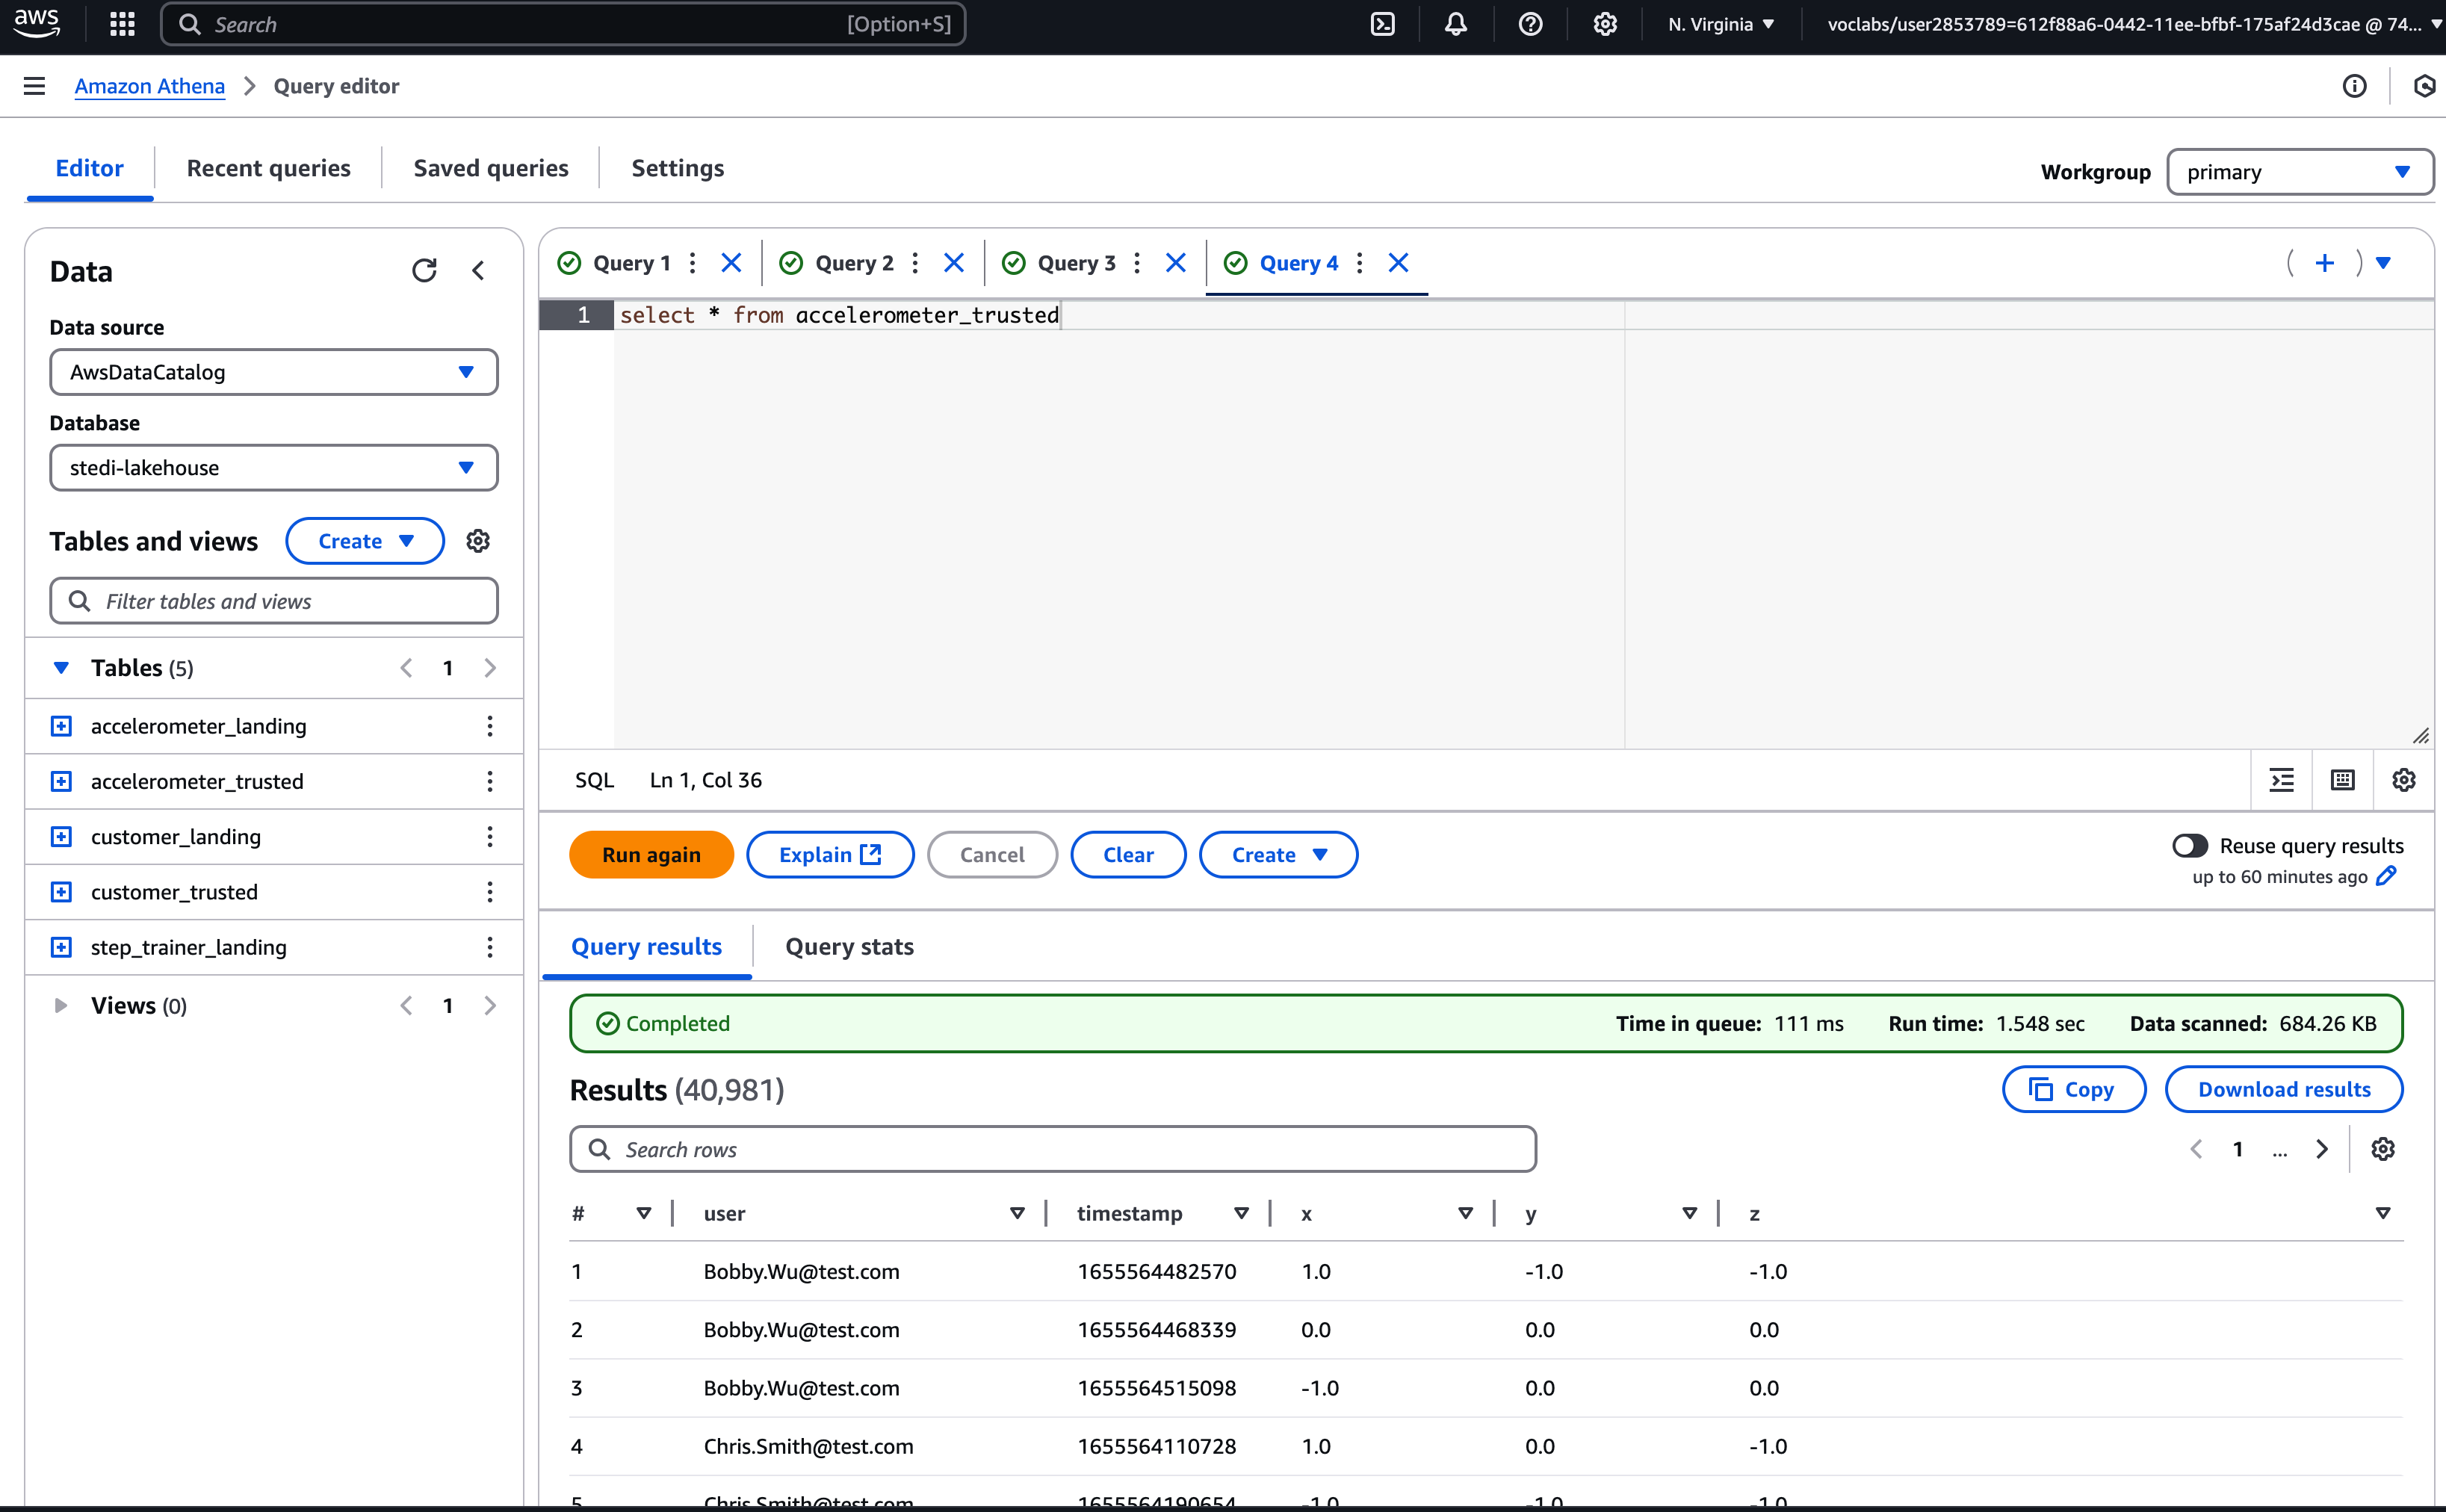 aws Search [Option+S] N. Virginia voclabs/user2853789=612f88a6-0442-11ee-bfbf-175af24d3cae @ 74...
Amazon Athena Query editor
Editor Recent queries Saved queries Settings Workgroup primary
Data
Data source
AwsDataCatalog
Database
stedi-lakehouse
Tables and views Create
Filter tables and views
Tables (5) 1
accelerometer_landing
accelerometer_trusted
customer_landing
customer_trusted
step_trainer_landing
Views (0) 1
Query 1 Query 2 Query 3 Query 4
1 select * from accelerometer_trusted
SQL Ln 1, Col 36
Run again Explain Cancel Clear Create
Reuse query results
up to 60 minutes ago
Query results Query stats
Completed Time in queue: 111 ms Run time: 1.548 sec Data scanned: 684.26 KB
Results (40,981) Copy Download results
Search rows 1 ...
# user timestamp x y z
1 Bobby.Wu@test.com 1655564482570 1.0 -1.0 -1.0
2 Bobby.Wu@test.com 1655564468339 0.0 0.0 0.0
3 Bobby.Wu@test.com 1655564515098 -1.0 0.0 0.0
4 Chris.Smith@test.com 1655564110728 1.0 0.0 -1.0
5 Chris.Smith@test.com 1655564190654 -1.0 -1.0 -1.0